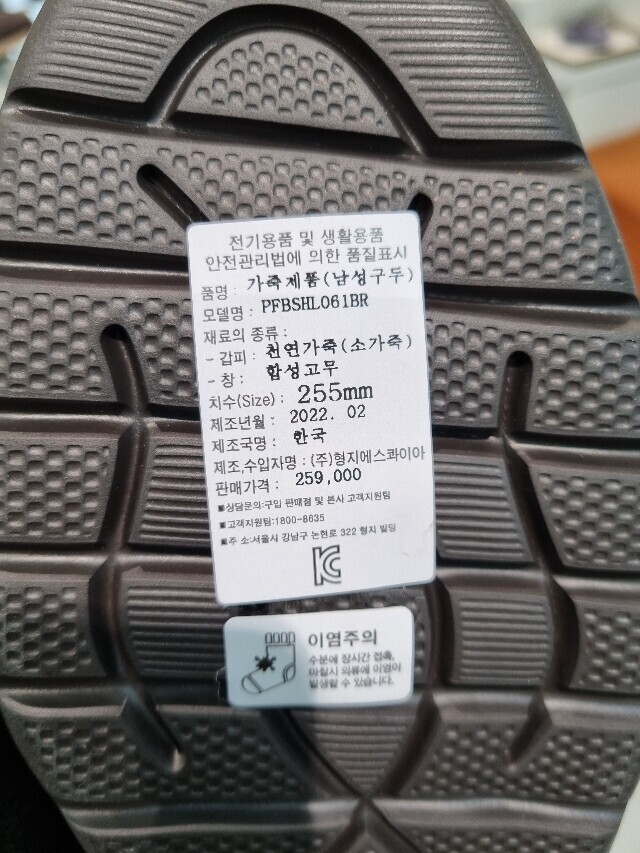 전기용품 및 생활용품
안전관리법에 의한 품질표시
품명 : 가죽제품(남성구두)
모델명 : PFBSHL061BR
재료의 종류 :
- 갑피 : 천연가죽(소가죽)
- 창 : 합성고무
치수(Size) : 255mm
제조년월 : 2022. 02
제조국명 : 한국
제조,수입자명 : (주)형지에스콰이아
판매가격 : 259,000
■상담문의:구입 판매점 및 본사 고객지원팀
■고객지원팀:1800-8635
■주 소:서울시 강남구 논현로 322 형지 빌딩
KC
이염주의
수분에 장시간 접촉,
마찰시 의류에 이염이
발생할 수 있습니다.